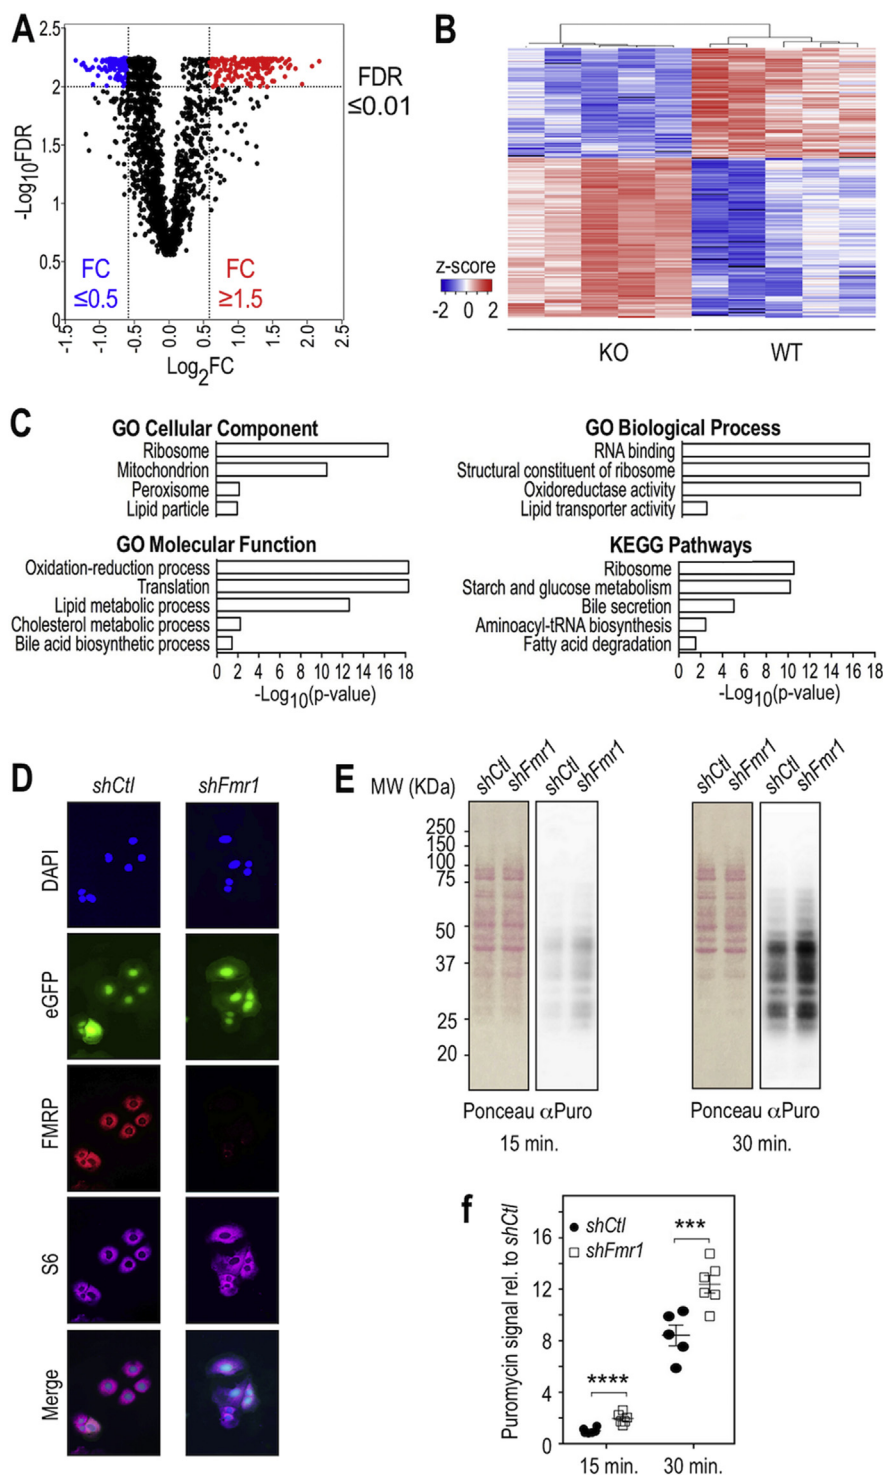 A
2.5
2
1.5
1
0.5
0
-Log10FDR
FDR
≤0.01
FC
≤0.5
FC
≥1.5
-1.5
-1.0
-0.5
0.0
0.5
1.0
1.5
2.0
2.5
Log2FC
B
z-score
-2 0 2
KO
WT
C
GO Cellular Component
Ribosome
Mitochondrion
Peroxisome
Lipid particle
GO Molecular Function
Oxidation-reduction process
Translation
Lipid metabolic process
Cholesterol metabolic process
Bile acid biosynthetic process
0 2 4 6 8 10 12 14 16 18
-Log10(p-value)
GO Biological Process
RNA binding
Structural constituent of ribosome
Oxidoreductase activity
Lipid transporter activity
KEGG Pathways
Ribosome
Starch and glucose metabolism
Bile secretion
Aminoacyl-tRNA biosynthesis
Fatty acid degradation
0 2 4 6 8 10 12 14 16 18
-Log10(p-value)
D
shCtl
shFmr1
DAPI
eGFP
FMRP
S6
Merge
E
MW (KDa)
shCtl
shFmr1
shCtl
shFmr1
shCtl
shFmr1
shCtl
shFmr1
250
150
100
75
50
37
25
20
Ponceau αPuro
15 min.
Ponceau αPuro
30 min.
f
Puromycin signal rel. to shCtl
16
12
8
4
0
shCtl
shFmr1
***
****
15 min.
30 min.